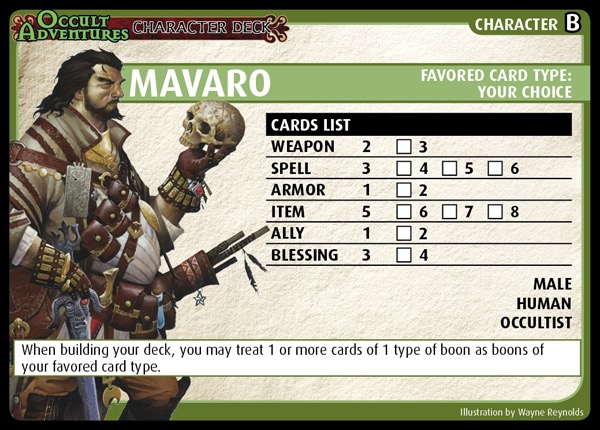 OCCULT
ADVENTURES CHARACTER DECK
CHARACTER B
MAVARO
FAVORED CARD TYPE:
YOUR CHOICE
CARDS LIST
WEAPON 2 3
SPELL 3 4 5 6
ARMOR 1 2
ITEM 5 6 7 8
ALLY 1 2
BLESSING 3 4
MALE
HUMAN
OCCULTIST
When building your deck, you may treat 1 or more cards of 1 type of boon as boons of
your favored card type.
Illustration by Wayne Reynolds